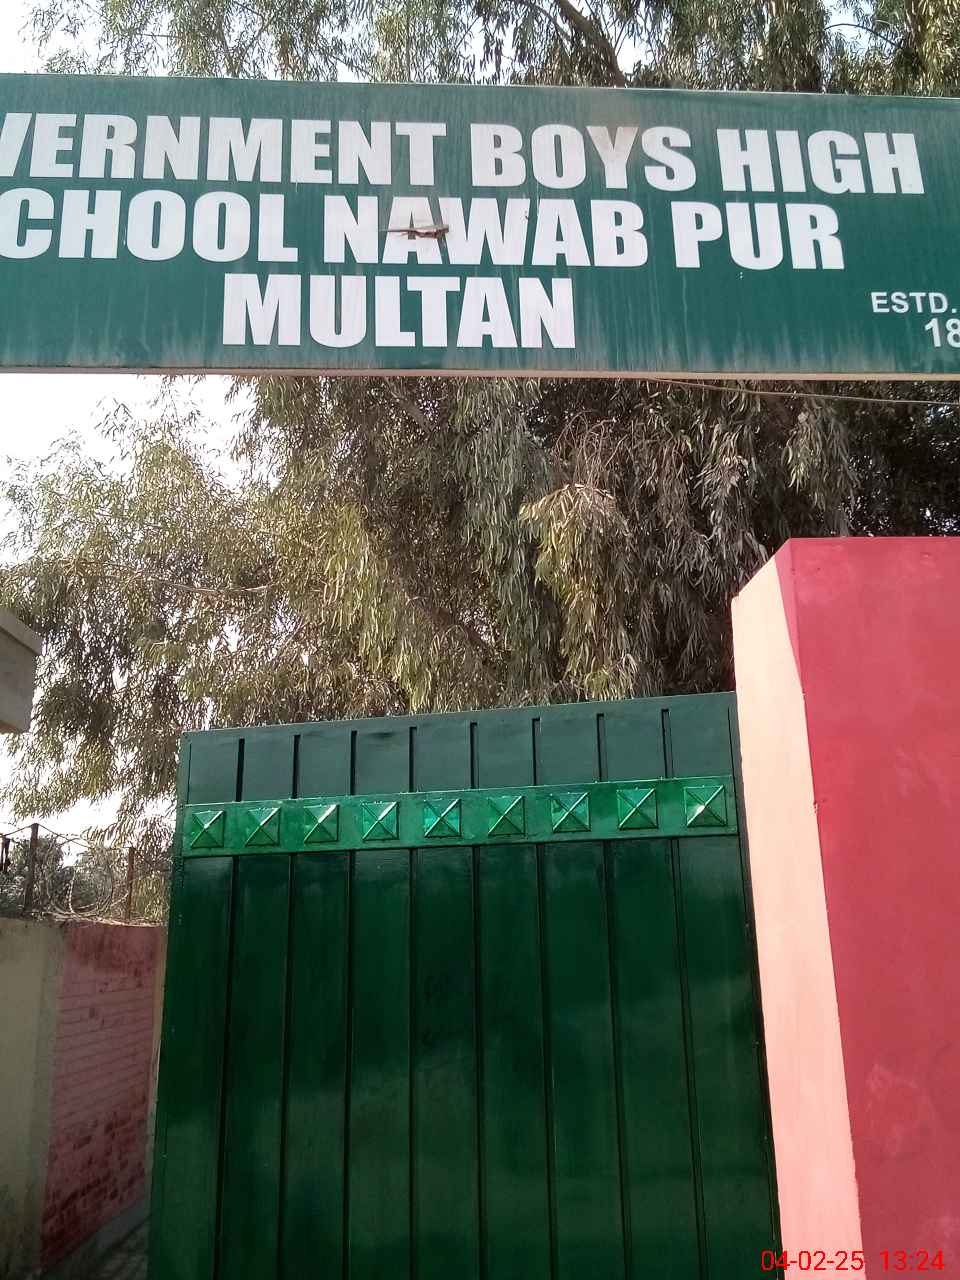 VERNMENT BOYS HIGH
CHOOL NAWAB PUR
MULTAN
ESTD.
18
04-02-25 13:24